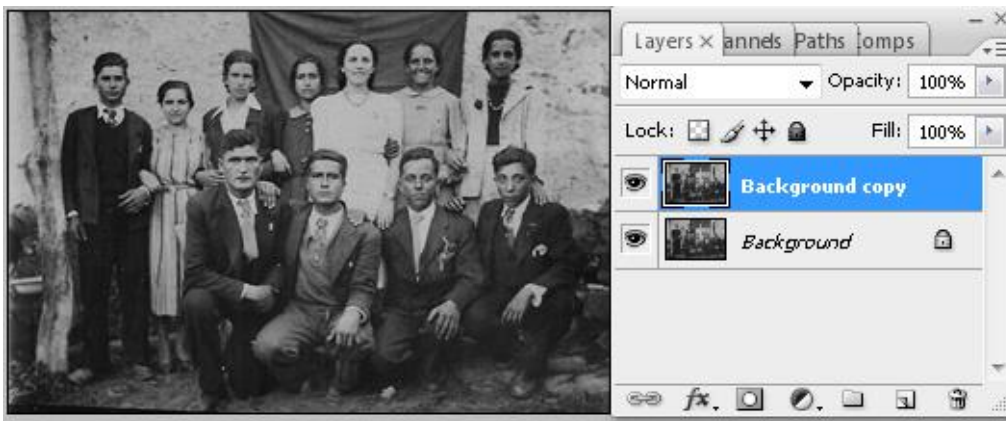 Layers × annels Paths omps
Normal Opacity: 100%
Lock: Fill: 100%
Background copy
Background
fx.